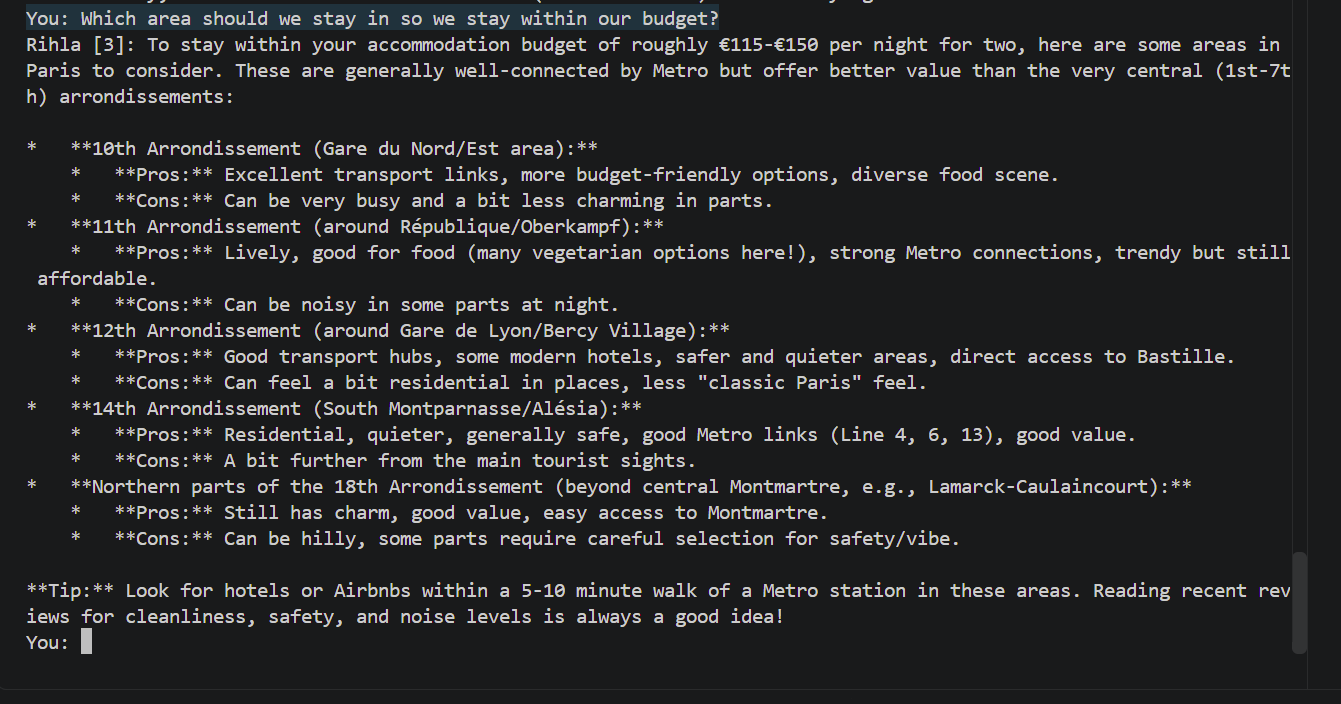 You: Which area should we stay in so we stay within our budget?
Rihla [3]: To stay within your accommodation budget of roughly €115-€150 per night for two, here are some areas in
Paris to consider. These are generally well-connected by Metro but offer better value than the very central (1st-7t
h) arrondissements:
*   **10th Arrondissement (Gare du Nord/Est area):**
    *   **Pros:** Excellent transport links, more budget-friendly options, diverse food scene.
    *   **Cons:** Can be very busy and a bit less charming in parts.
*   **11th Arrondissement (around République/Oberkampf):**
    *   **Pros:** Lively, good for food (many vegetarian options here!), strong Metro connections, trendy but still
 affordable.
    *   **Cons:** Can be noisy in some parts at night.
*   **12th Arrondissement (around Gare de Lyon/Bercy Village):**
    *   **Pros:** Good transport hubs, some modern hotels, safer and quieter areas, direct access to Bastille.
    *   **Cons:** Can feel a bit residential in places, less "classic Paris" feel.
*   **14th Arrondissement (South Montparnasse/Alésia):**
    *   **Pros:** Residential, quieter, generally safe, good Metro links (Line 4, 6, 13), good value.
    *   **Cons:** A bit further from the main tourist sights.
*   **Northern parts of the 18th Arrondissement (beyond central Montmartre, e.g., Lamarck-Caulaincourt):**
    *   **Pros:** Still has charm, good value, easy access to Montmartre.
    *   **Cons:** Can be hilly, some parts require careful selection for safety/vibe.
**Tip:** Look for hotels or Airbnbs within a 5-10 minute walk of a Metro station in these areas. Reading recent rev
iews for cleanliness, safety, and noise levels is always a good idea!
You: